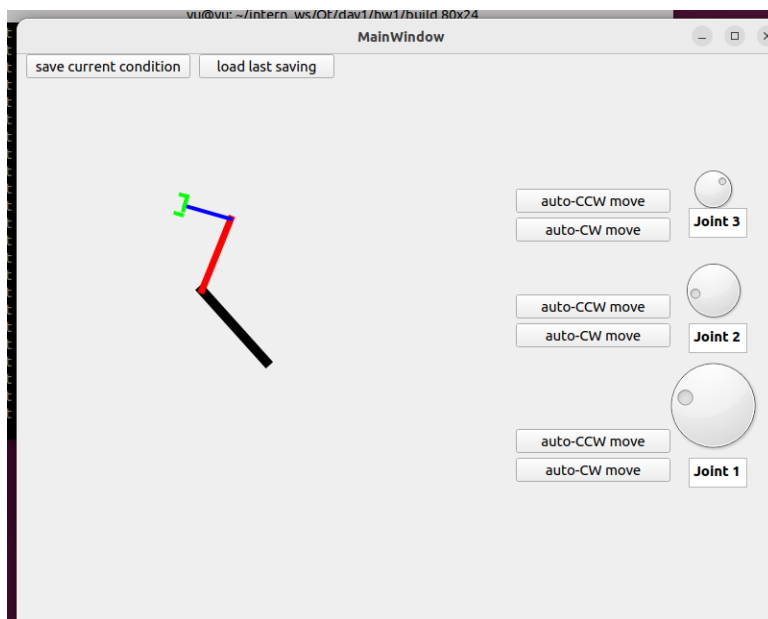 yu@yu: ~/intern_ws/Qt/day1/hw1/build 80x24
MainWindow
save current condition
load last saving
auto-CCW move
auto-CW move
Joint 3
auto-CCW move
auto-CW move
Joint 2
auto-CCW move
auto-CW move
Joint 1